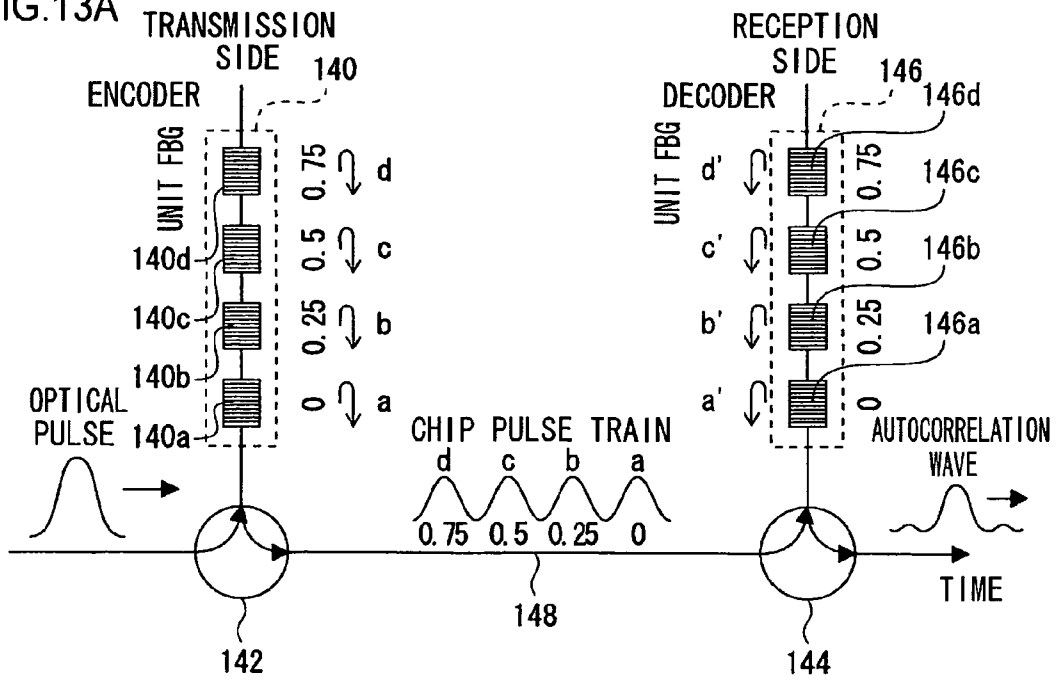 FIG.13A
TRANSMISSION
SIDE
140
ENCODER
UNIT FBG
0.75 d
0.5 c
0.25 b
0 a
140d
140c
140b
140a
OPTICAL
PULSE
142
CHIP PULSE TRAIN
d c b a
0.75 0.5 0.25 0
148
RECEPTION
SIDE
146
DECODER
UNIT FBG
d' 0.75
c' 0.5
b' 0.25
a' 0
146d
146c
146b
146a
AUTOCORRELATION
WAVE
TIME
144